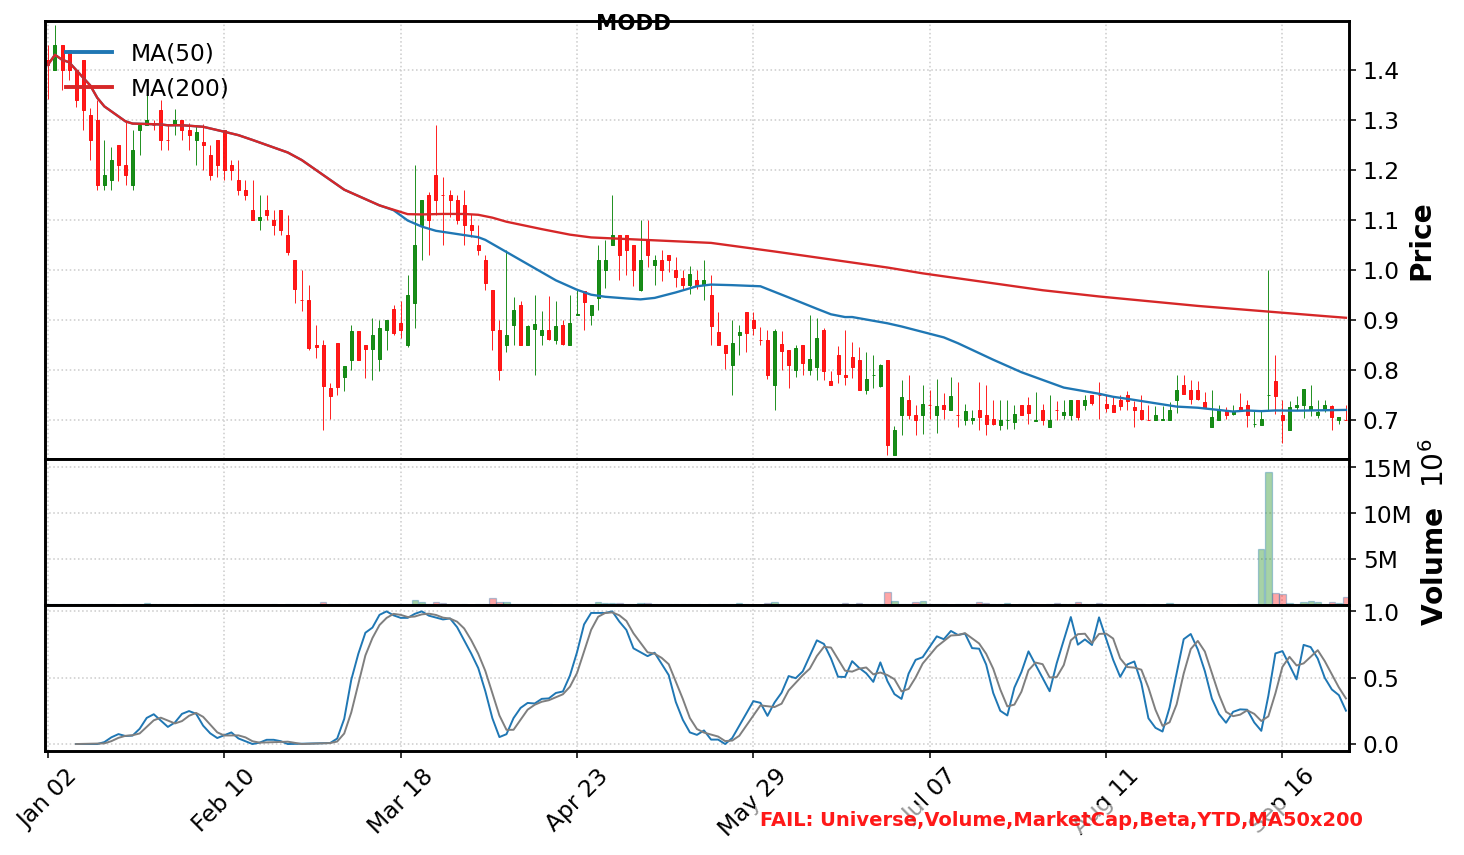 MODD
MA(50)
MA(200)
1.4
1.3
1.2
1.1
1.0
0.9
0.8
0.7
Price
15M
10M
5M
Volume 10⁶
1.0
0.5
0.0
Jan 02
Feb 10
Mar 18
Apr 23
May 29
Jul 07
Aug 11
Sep 16
FAIL: Universe,Volume,MarketCap,Beta,YTD,MA50x200